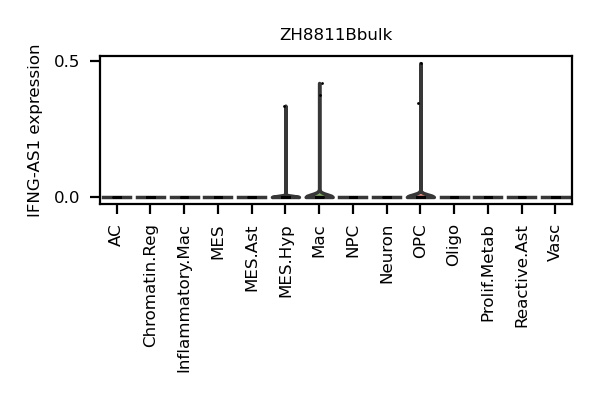 ZH8811Bbulk
IFNG-AS1 expression
0.5
0.0
AC
Chromatin.Reg
Inflammatory.Mac
MES
MES.Ast
MES.Hyp
Mac
NPC
Neuron
OPC
Oligo
Prolif.Metab
Reactive.Ast
Vasc